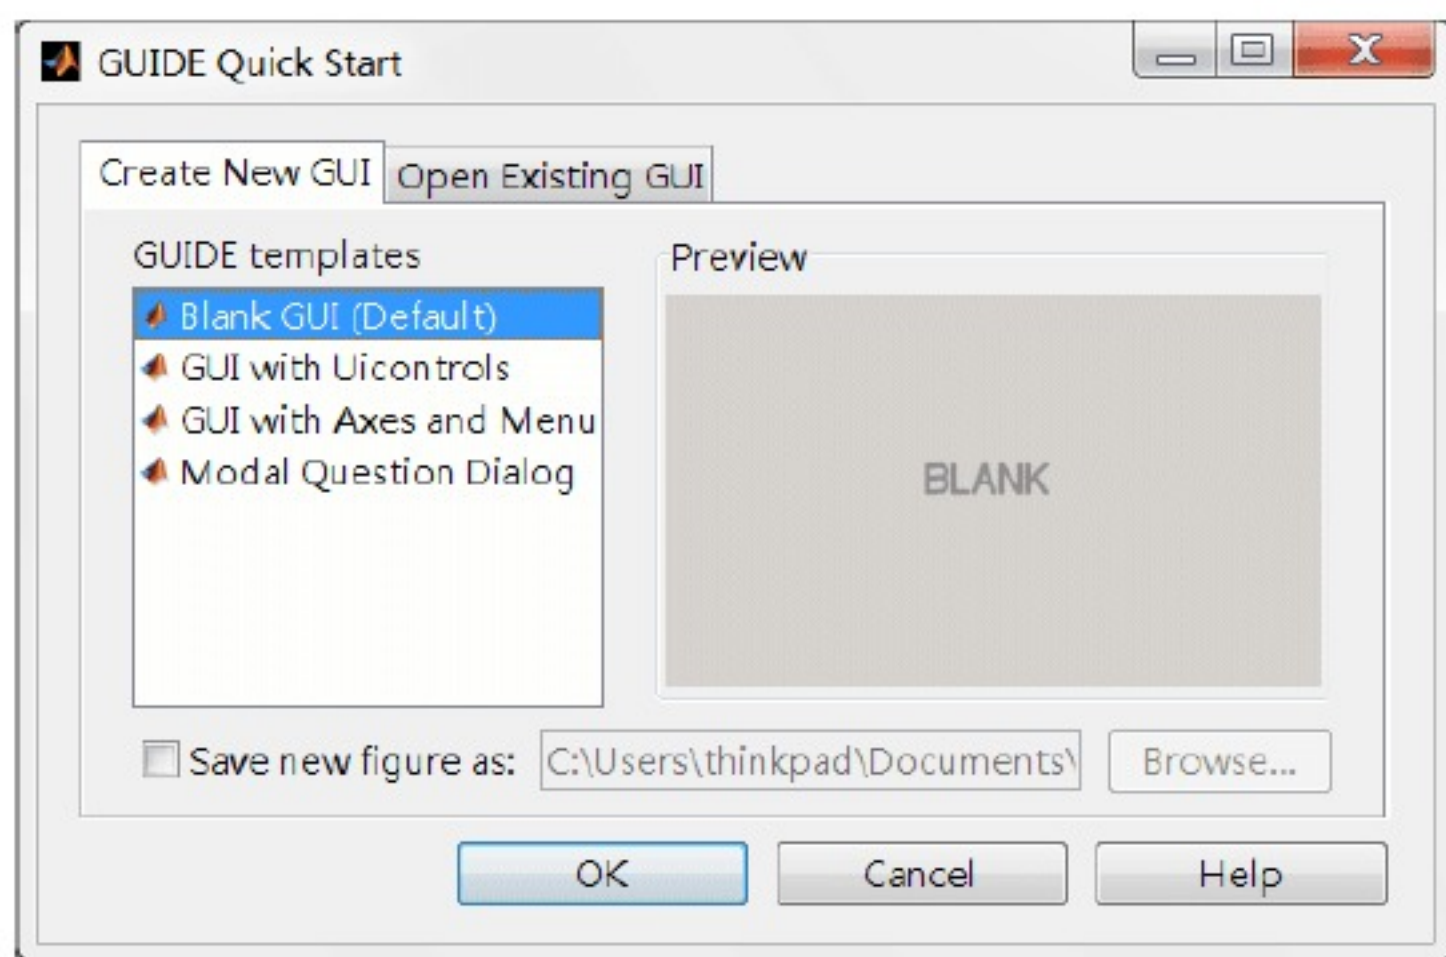 GUIDE Quick Start
Create New GUI
Open Existing GUI
GUIDE templates
Blank GUI (Default)
GUI with Uicontrols
GUI with Axes and Menu
Modal Question Dialog
Preview
BLANK
Save new figure as:
C:\Users\thinkpad\Documents\
Browse...
OK
Cancel
Help